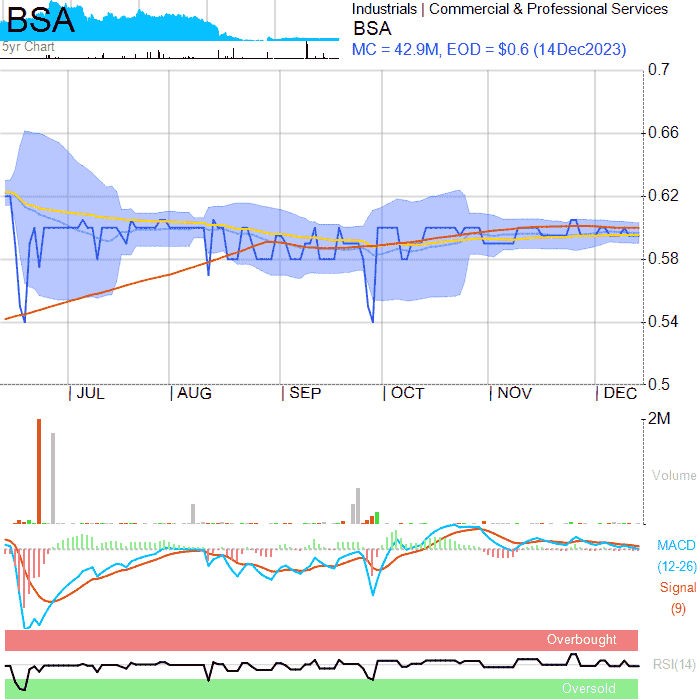 BSA
5yr Chart
Industrials | Commercial & Professional Services
BSA
MC = 42.9M, EOD = $0.6 (14Dec2023)
0.7
0.66
0.62
0.58
0.54
0.5
JUL
AUG
SEP
OCT
NOV
DEC
2M
Volume
MACD
(12-26)
Signal
(9)
Overbought
RSI(14)
Oversold